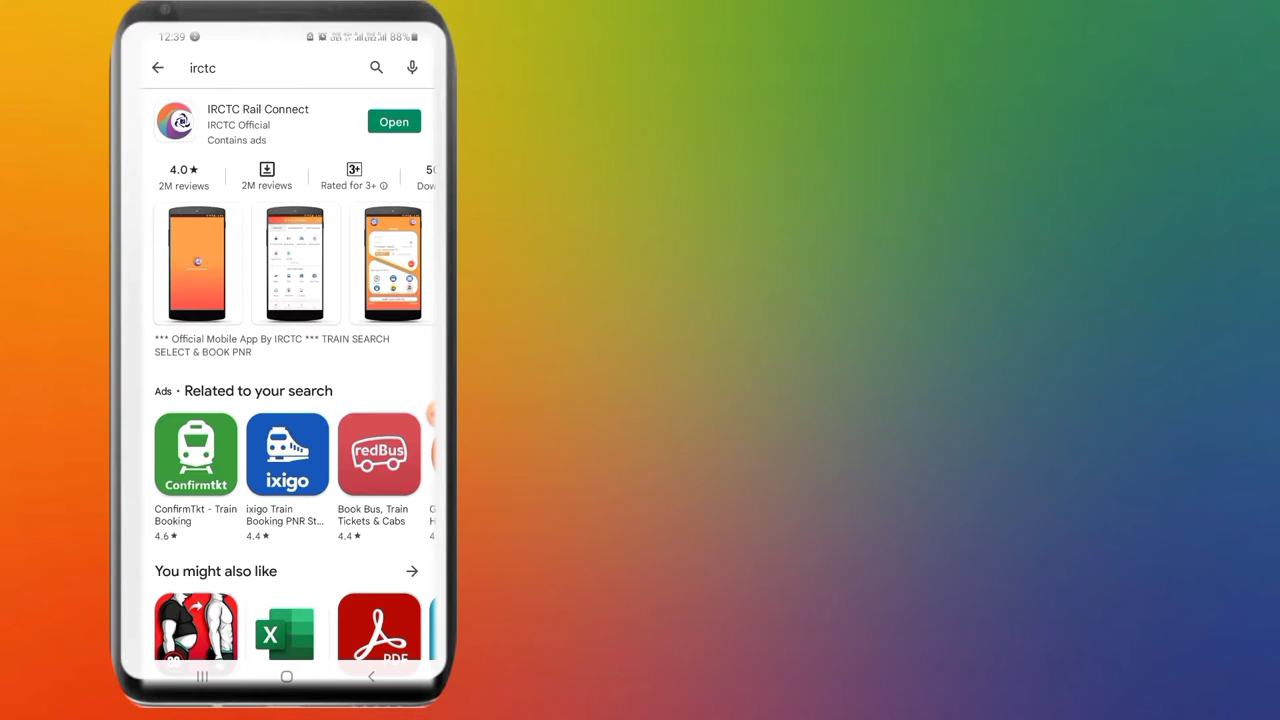 12:39
88%
irctc
IRCTC Rail Connect
IRCTC Official
Contains ads
Open
4.0★
2M reviews
2M reviews
3+
Rated for 3+
*** Official Mobile App By IRCTC *** TRAIN SEARCH
SELECT & BOOK PNR
Ads · Related to your search
Confirmtkt
ixigo
redBus
ConfirmTkt - Train
Booking
4.6★
ixigo Train
Booking PNR St...
4.4★
Book Bus, Train
Tickets & Cabs
4.4★
You might also like
X
PDF